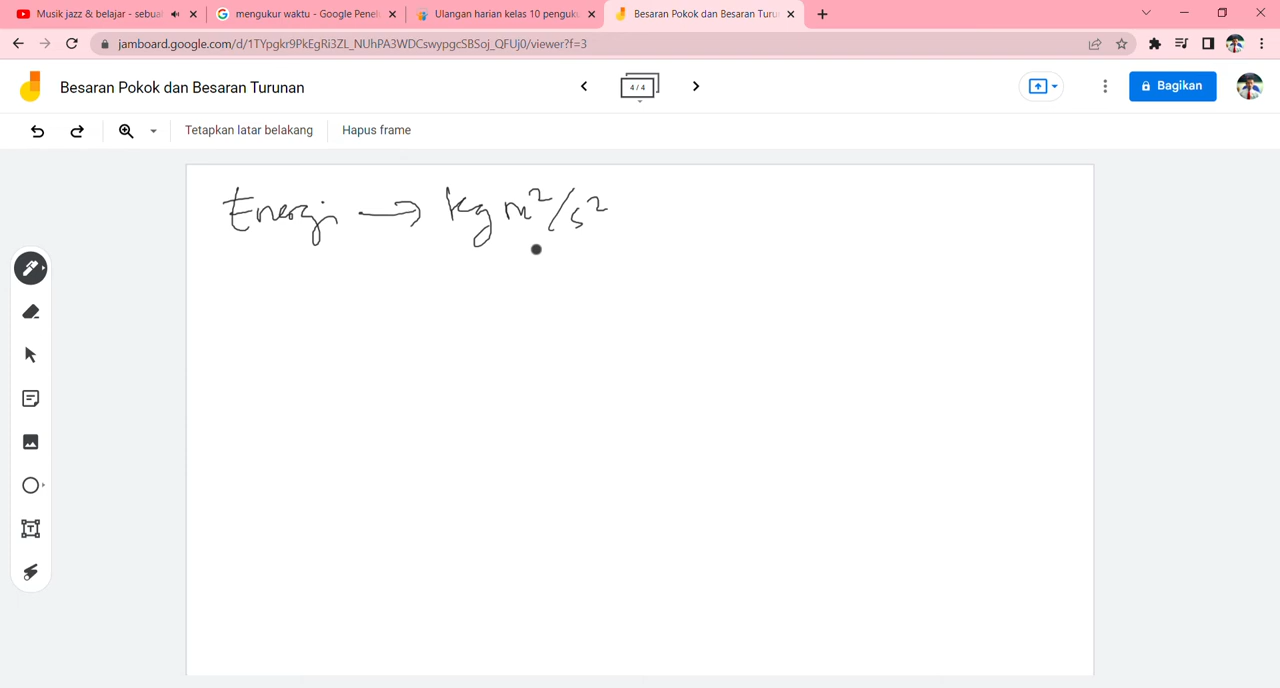 Musik jazz & belajar - sebua
mengukur waktu - Google Penel
Ulangan harian kelas 10 penguku
Besaran Pokok dan Besaran Turu
jamboard.google.com/d/1TYpgkr9PkEgRi3ZL_NUhPA3WDCswypgcSBSoj_QFUj0/viewer?f=3
Besaran Pokok dan Besaran Turunan
4 / 4
Bagikan
Tetapkan latar belakang
Hapus frame
Energi → kg m²/s²